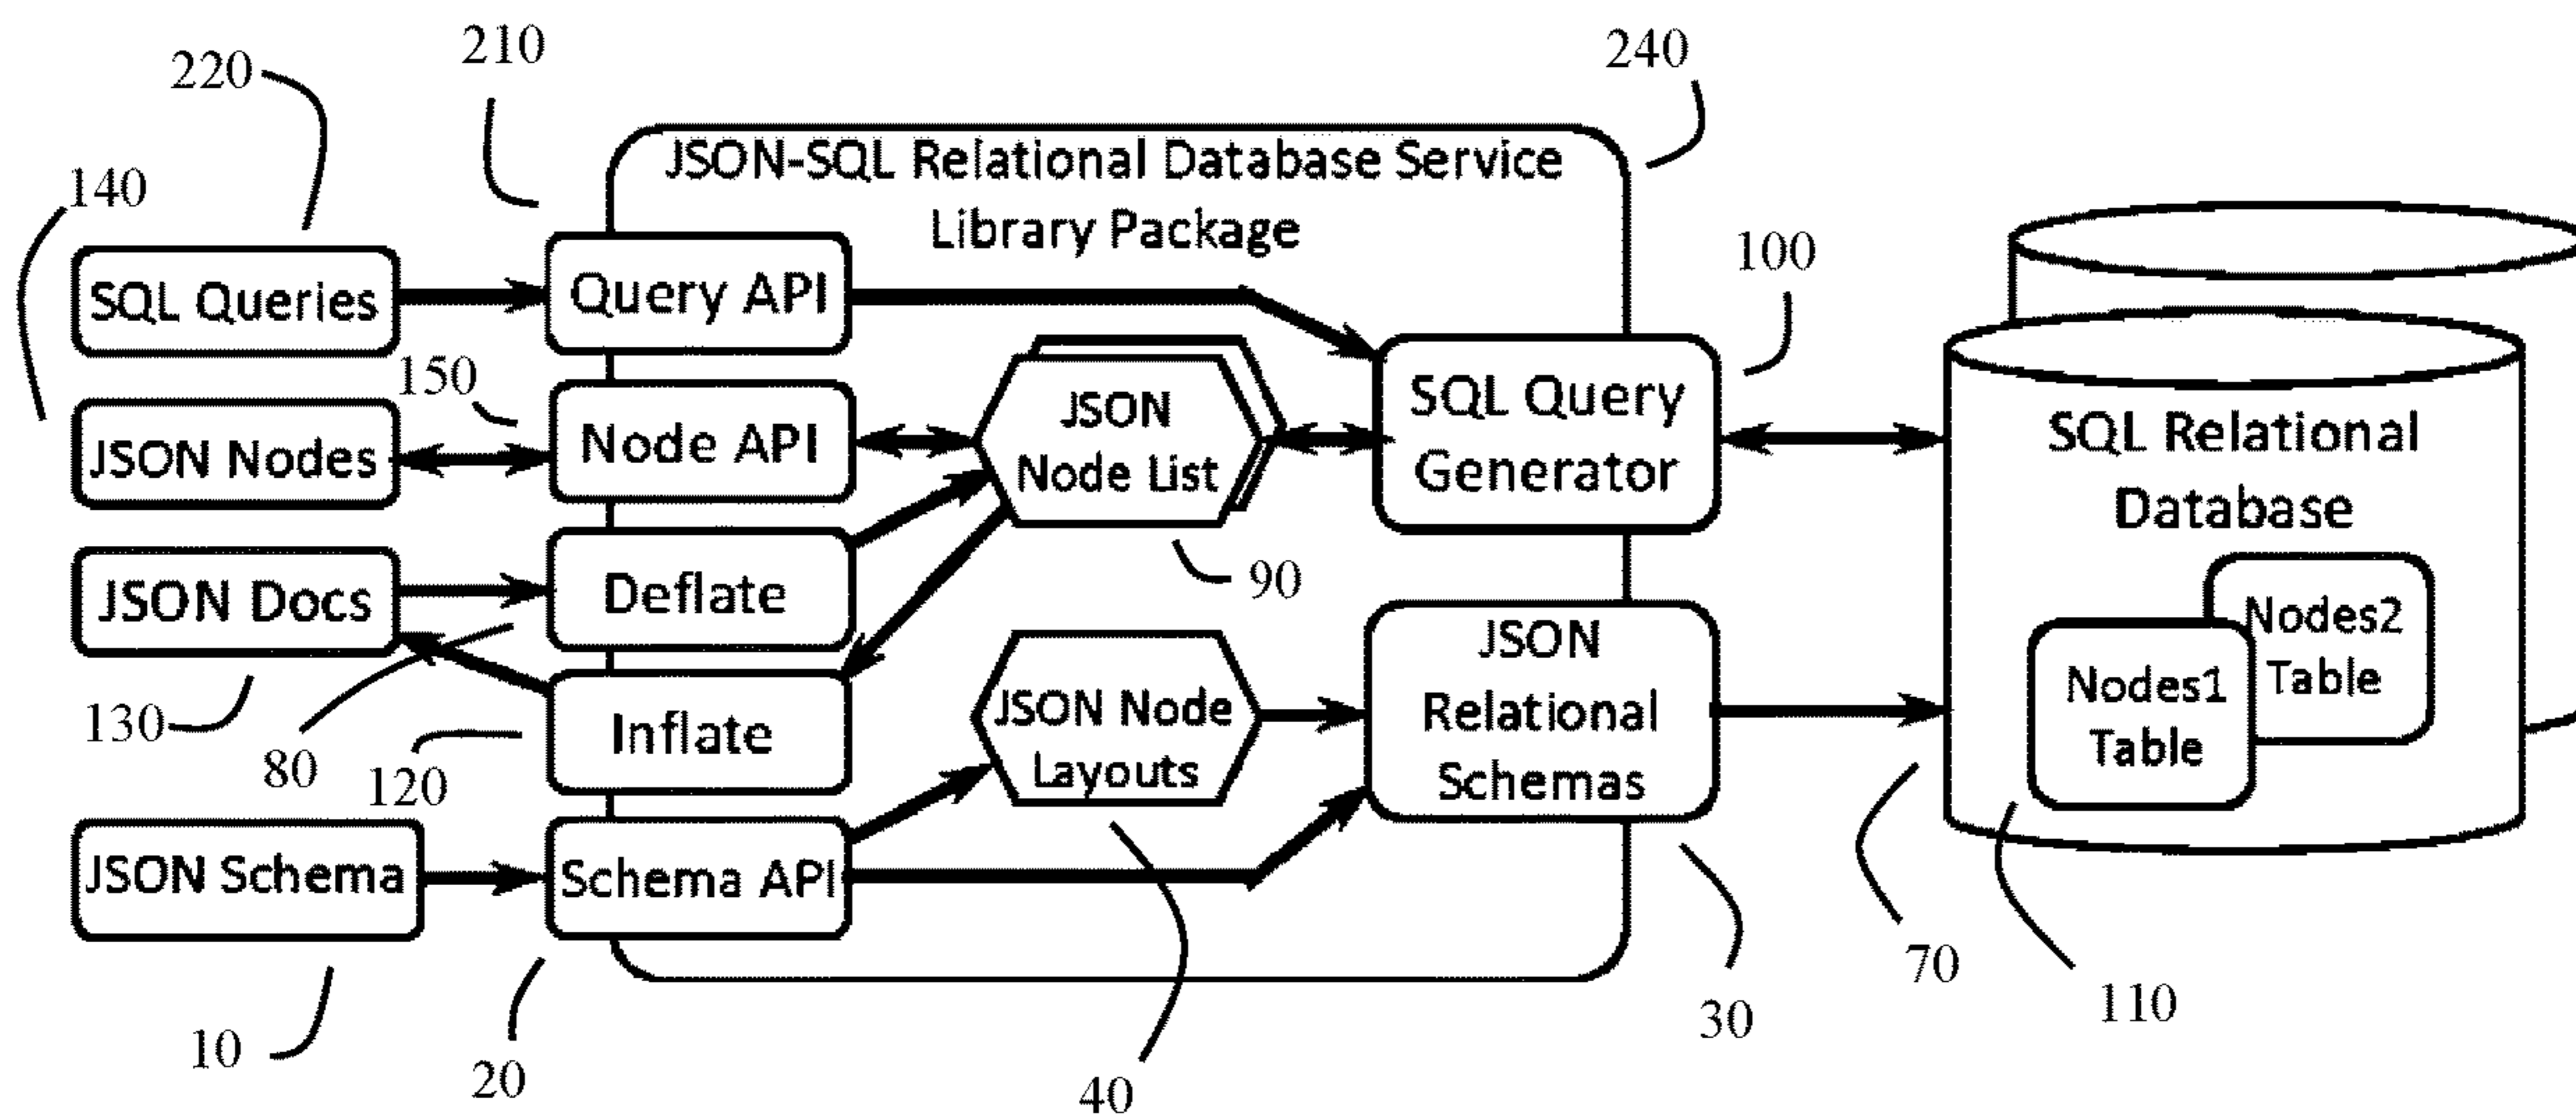 210
240
220
JSON-SQL Relational Database Service
Library Package
140
100
SQL Queries
Query API
150
JSON Nodes
Node API
JSON
Node List
SQL Query
Generator
SQL Relational
Database
90
JSON Docs
Deflate
130
80
120
Inflate
JSON Node
Layouts
JSON
Relational
Schemas
Nodes2
Table
Nodes1
Table
JSON Schema
Schema API
10
20
40
30
70
110